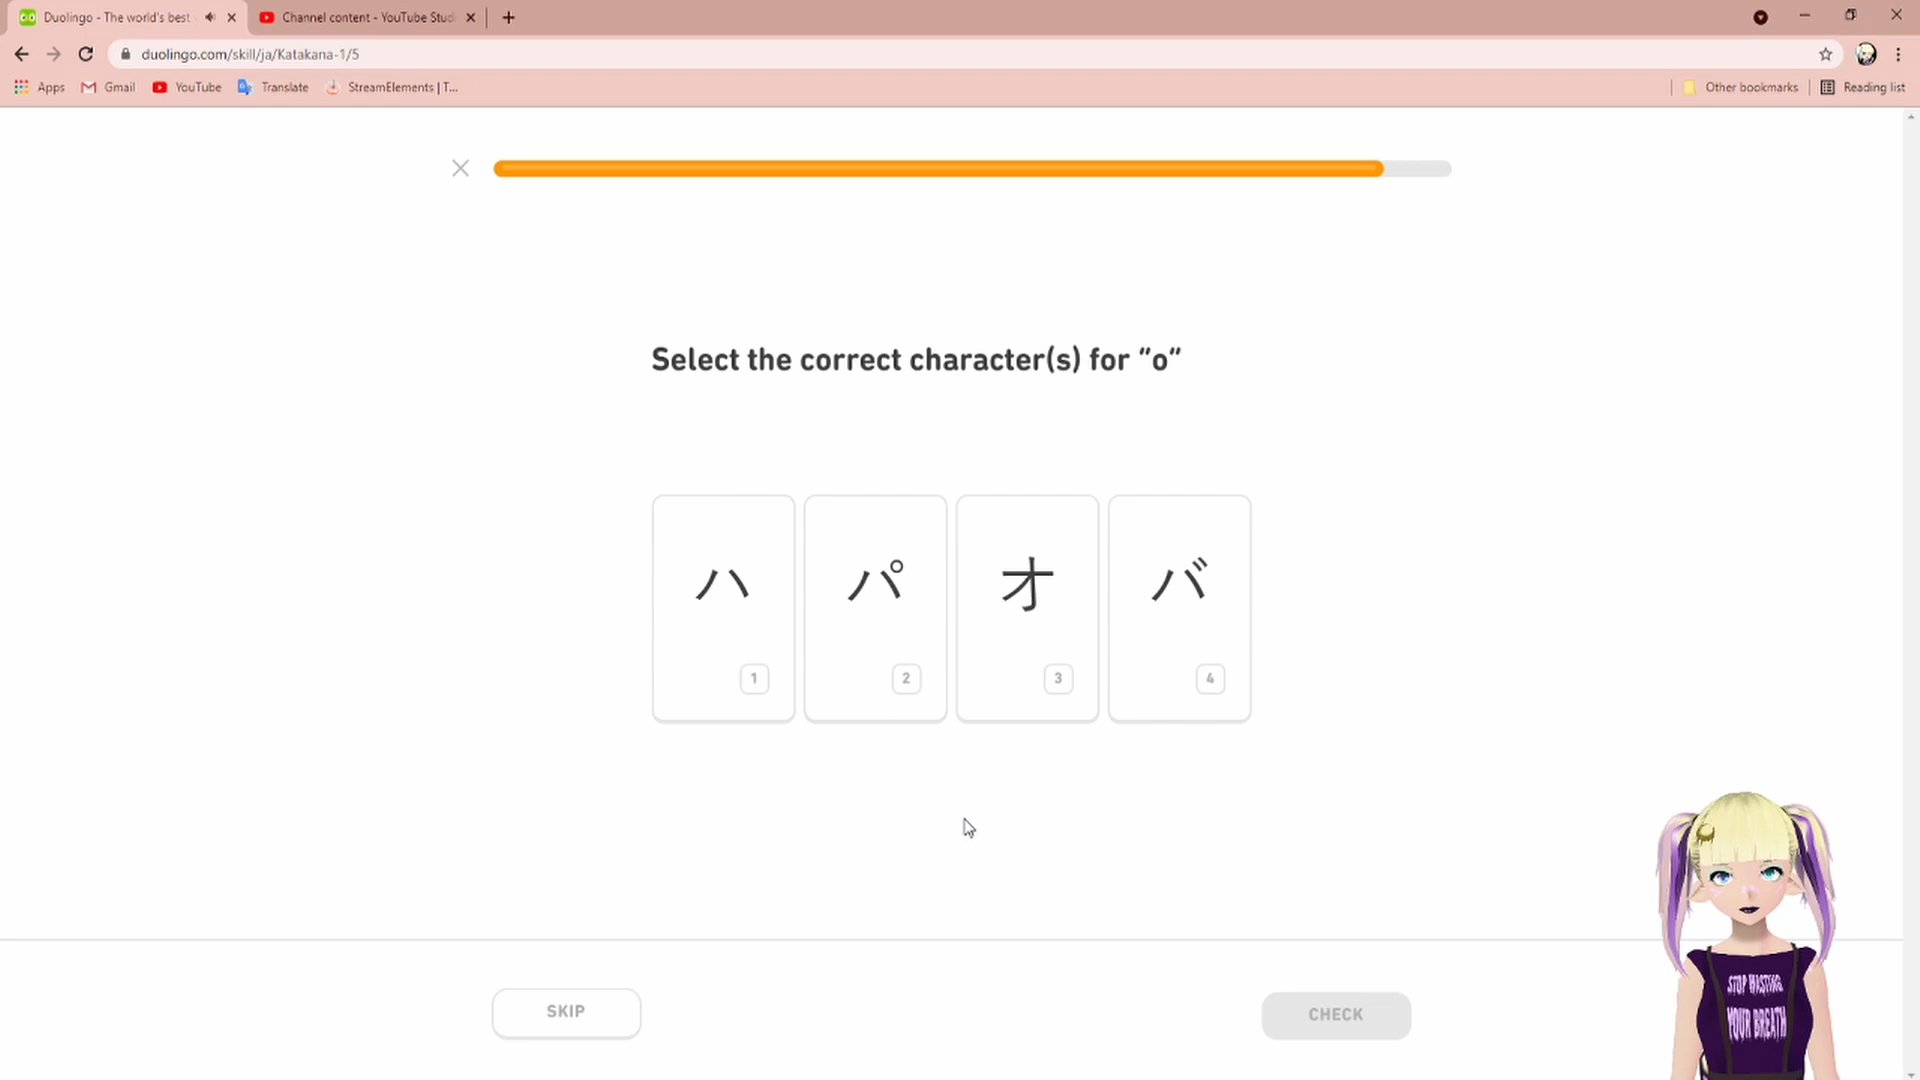 Duolingo - The world's best
Channel content - YouTube Stud
duolingo.com/skill/ja/Katakana-1/5
Apps Gmail YouTube Translate StreamElements | T... Other bookmarks Reading list
Select the correct character(s) for "o"
ハ パ オ バ
1 2 3 4
SKIP CHECK
STOP WASTING
YOUR BREATH